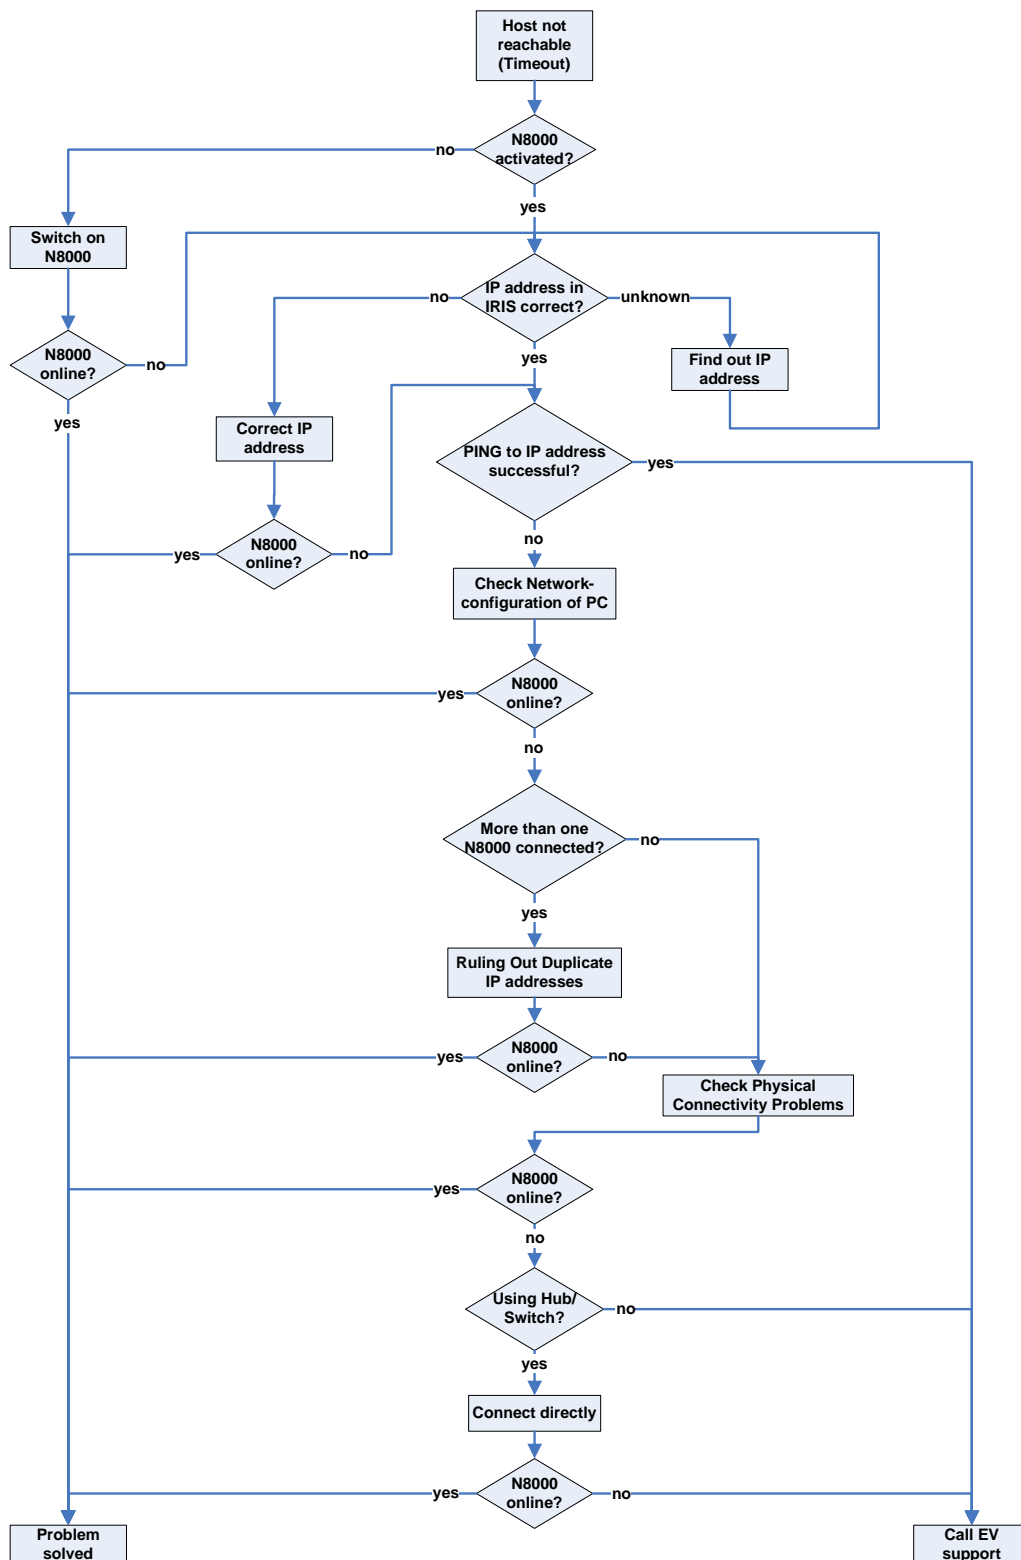 Host not
reachable
(Timeout)
N8000
activated?
no
yes
Switch on
N8000
IP address in
IRIS correct?
no
unknown
yes
N8000
online?
no
yes
Find out IP
address
Correct IP
address
PING to IP address
successful?
yes
no
N8000
online?
yes
no
Check Network-
configuration of PC
N8000
online?
yes
no
More than one
N8000 connected?
no
yes
Ruling Out Duplicate
IP addresses
N8000
online?
yes
no
Check Physical
Connectivity Problems
N8000
online?
yes
no
Using Hub/
Switch?
no
yes
Connect directly
N8000
online?
yes
no
Problem
solved
Call EV
support